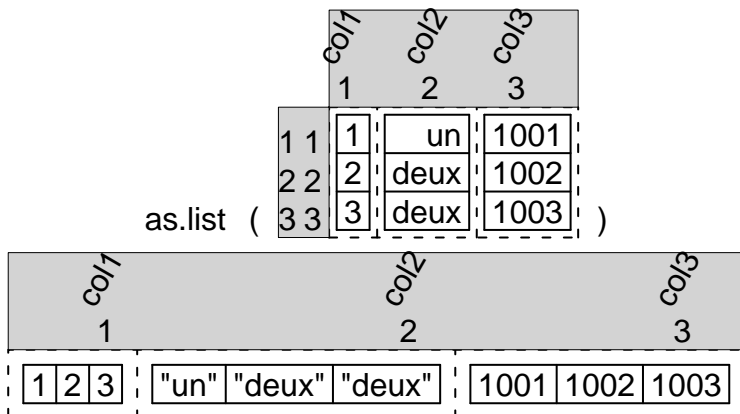 col1 col2 col3
1 2 3
1 1 1 un 1001
2 2 2 deux 1002
as.list ( 3 3 3 deux 1003 )
col1 col2 col3
1 2 3
1 2 3 "un" "deux" "deux" 1001 1002 1003